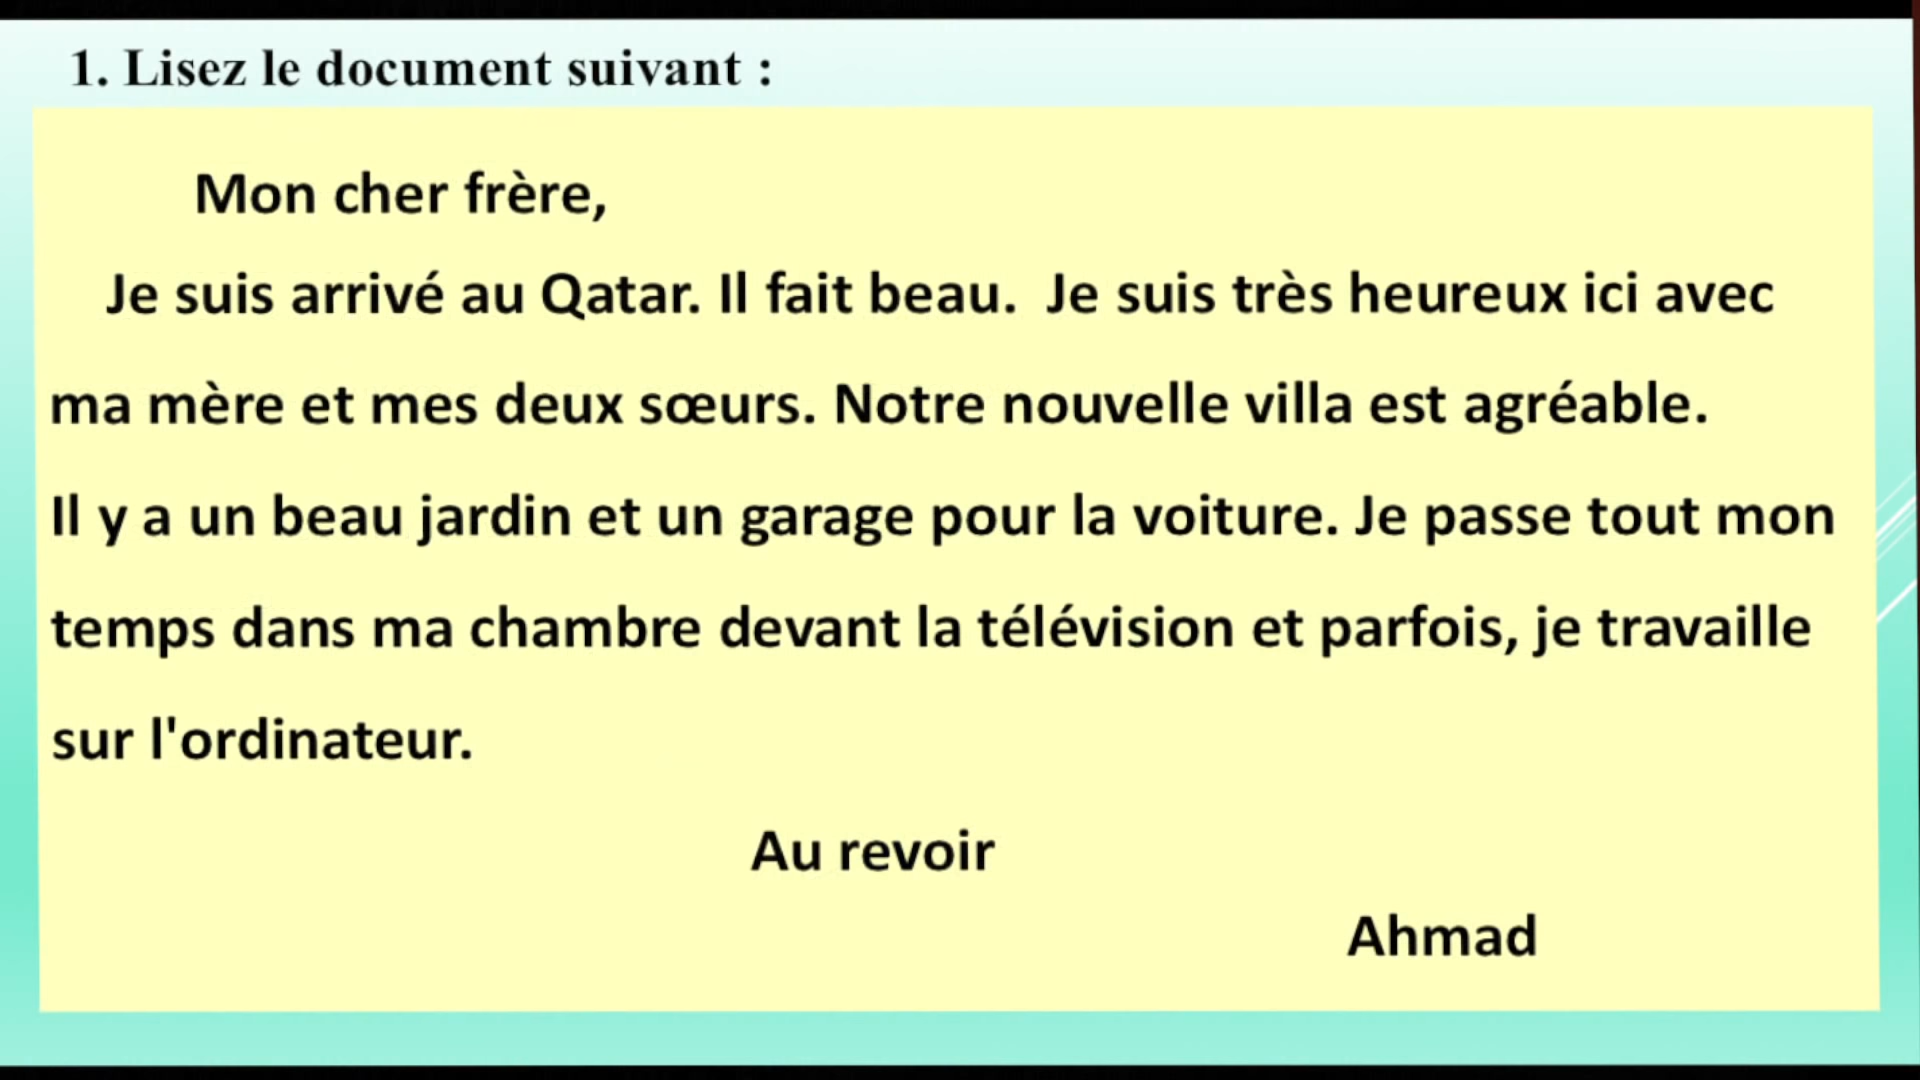 1. Lisez le document suivant :
Mon cher frère,
Je suis arrivé au Qatar. Il fait beau. Je suis très heureux ici avec
ma mère et mes deux sœurs. Notre nouvelle villa est agréable.
Il y a un beau jardin et un garage pour la voiture. Je passe tout mon
temps dans ma chambre devant la télévision et parfois, je travaille
sur l'ordinateur.
Au revoir
Ahmad